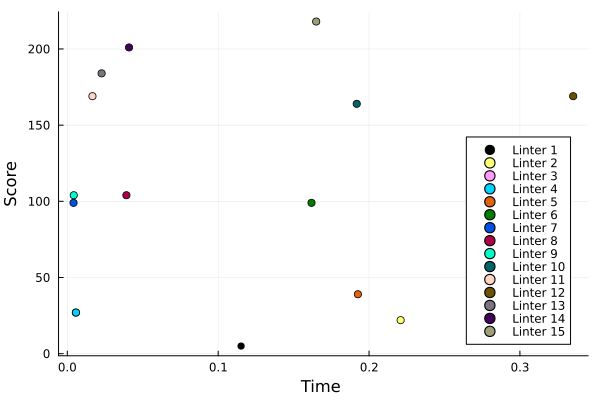 Score
200
150
100
50
0
0.0
0.1
0.2
0.3
Time
Linter 1
Linter 2
Linter 3
Linter 4
Linter 5
Linter 6
Linter 7
Linter 8
Linter 9
Linter 10
Linter 11
Linter 12
Linter 13
Linter 14
Linter 15